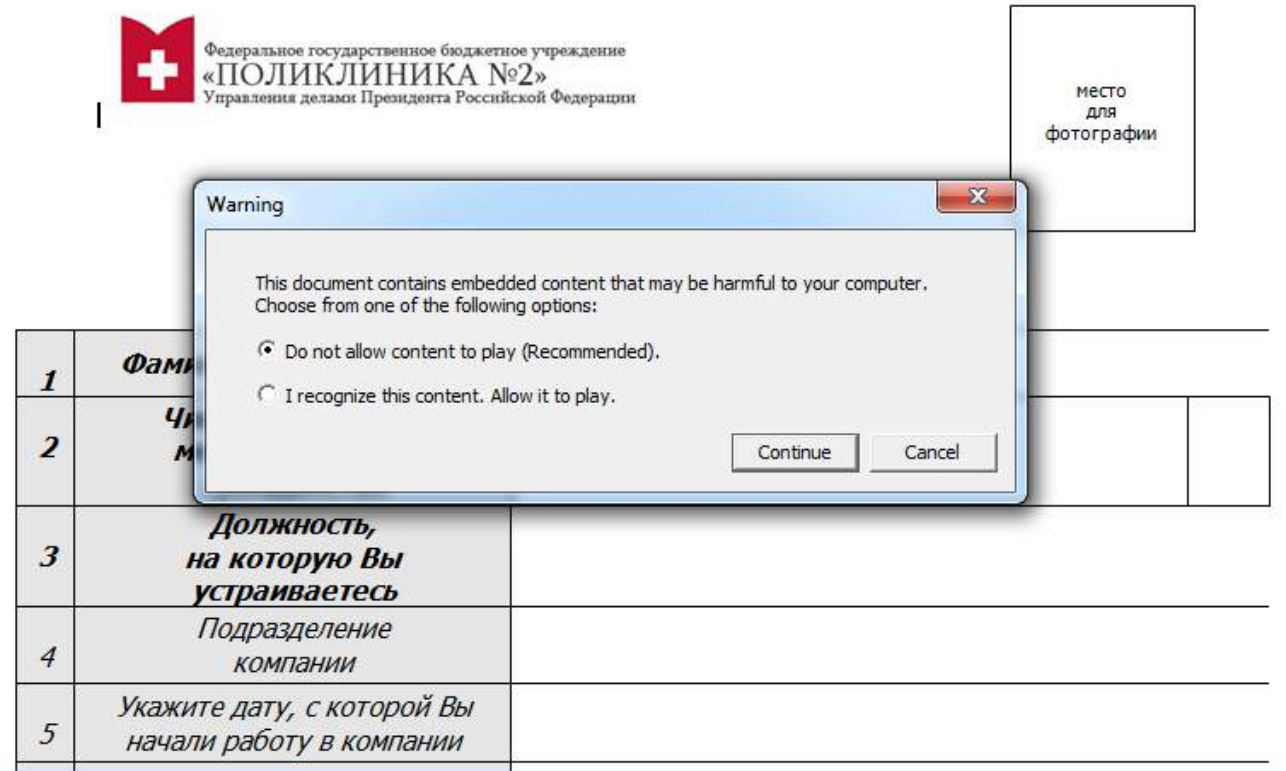 Федеральное государственное бюджетное учреждение
«ПОЛИКЛИНИКА №2»
Управления делами Президента Российской Федерации
место
для
фотографии
Warning
This document contains embedded content that may be harmful to your computer.
Choose from one of the following options:
Do not allow content to play (Recommended).
I recognize this content. Allow it to play.
Continue Cancel
1
2
3 Должность,
на которую Вы
устраиваетесь
4 Подразделение
компании
5 Укажите дату, с которой Вы
начали работу в компании